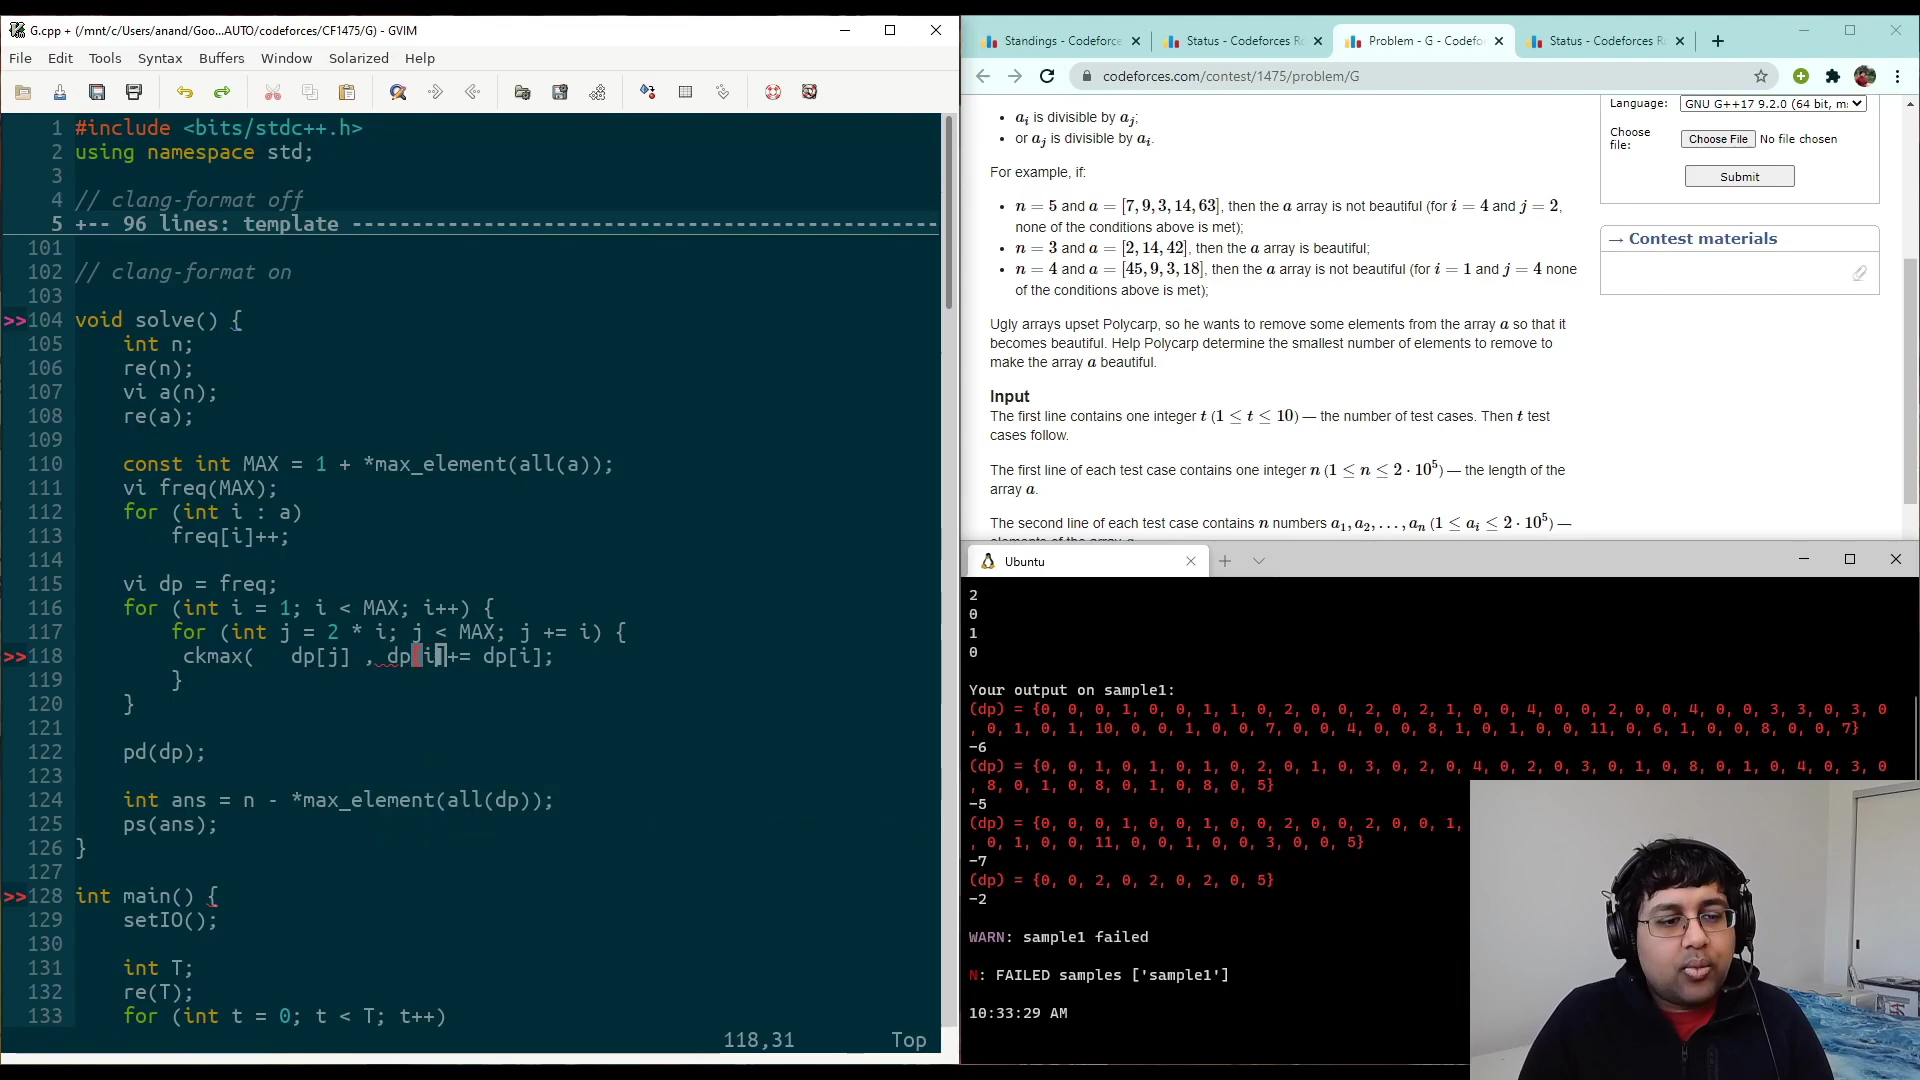 G.cpp + (/mnt/c/Users/anand/Goo...AUTO/codeforces/CF1475/G) - GVIM
File Edit Tools Syntax Buffers Window Solarized Help
1 #include <bits/stdc++.h>
2 using namespace std;
3
4 // clang-format off
5 +-- 96 lines: template --------------------------------------------------
101
102 // clang-format on
103
>>104 void solve() {
105 int n;
106 re(n);
107 vi a(n);
108 re(a);
109
110 const int MAX = 1 + *max_element(all(a));
111 vi freq(MAX);
112 for (int i : a)
113 freq[i]++;
114
115 vi dp = freq;
116 for (int i = 1; i < MAX; i++) {
117 for (int j = 2 * i; j < MAX; j += i) {
>>118 ckmax( dp[j] , dp[i]+= dp[i];
119 }
120 }
121
122 pd(dp);
123
124 int ans = n - *max_element(all(dp));
125 ps(ans);
126 }
127
>>128 int main() {
129 setIO();
130
131 int T;
132 re(T);
133 for (int t = 0; t < T; t++)
118,31 Top
Standings - Codeforce
Status - Codeforces Ro
Problem - G - Codefo
Status - Codeforces Ro
codeforces.com/contest/1475/problem/G
a_i is divisible by a_j;
or a_j is divisible by a_i.
For example, if:
n = 5 and a = [7, 9, 3, 14, 63], then the a array is not beautiful (for i = 4 and j = 2,
none of the conditions above is met);
n = 3 and a = [2, 14, 42], then the a array is beautiful;
n = 4 and a = [45, 9, 3, 18], then the a array is not beautiful (for i = 1 and j = 4 none
of the conditions above is met);
Ugly arrays upset Polycarp, so he wants to remove some elements from the array a so that it
becomes beautiful. Help Polycarp determine the smallest number of elements to remove to
make the array a beautiful.
Input
The first line contains one integer t (1 ≤ t ≤ 10) — the number of test cases. Then t test
cases follow.
The first line of each test case contains one integer n (1 ≤ n ≤ 2 · 10^5) — the length of the
array a.
The second line of each test case contains n numbers a_1, a_2, . . . , a_n (1 ≤ a_i ≤ 2 · 10^5) —
elements of the array a.
Language: GNU G++17 9.2.0 (64 bit, m
Choose file: Choose File No file chosen
Submit
→ Contest materials
Ubuntu
2
0
1
0
Your output on sample1:
(dp) = {0, 0, 0, 1, 0, 0, 1, 1, 0, 2, 0, 0, 2, 0, 2, 1, 0, 0, 4, 0, 0, 2, 0, 0, 4, 0, 0, 3, 3, 0, 3, 0
, 0, 1, 0, 1, 10, 0, 0, 1, 0, 0, 7, 0, 0, 4, 0, 0, 8, 1, 0, 1, 0, 0, 11, 0, 6, 1, 0, 0, 8, 0, 0, 7}
-6
(dp) = {0, 0, 1, 0, 1, 0, 1, 0, 2, 0, 1, 0, 3, 0, 2, 0, 4, 0, 2, 0, 3, 0, 1, 0, 8, 0, 1, 0, 4, 0, 3, 0
, 8, 0, 1, 0, 8, 0, 1, 0, 8, 0, 5}
-5
(dp) = {0, 0, 0, 1, 0, 0, 1, 0, 0, 2, 0, 0, 2, 0, 0, 1,
, 0, 1, 0, 0, 11, 0, 0, 1, 0, 0, 3, 0, 0, 5}
-7
(dp) = {0, 0, 2, 0, 2, 0, 2, 0, 5}
-2
WARN: sample1 failed
N: FAILED samples ['sample1']
10:33:29 AM